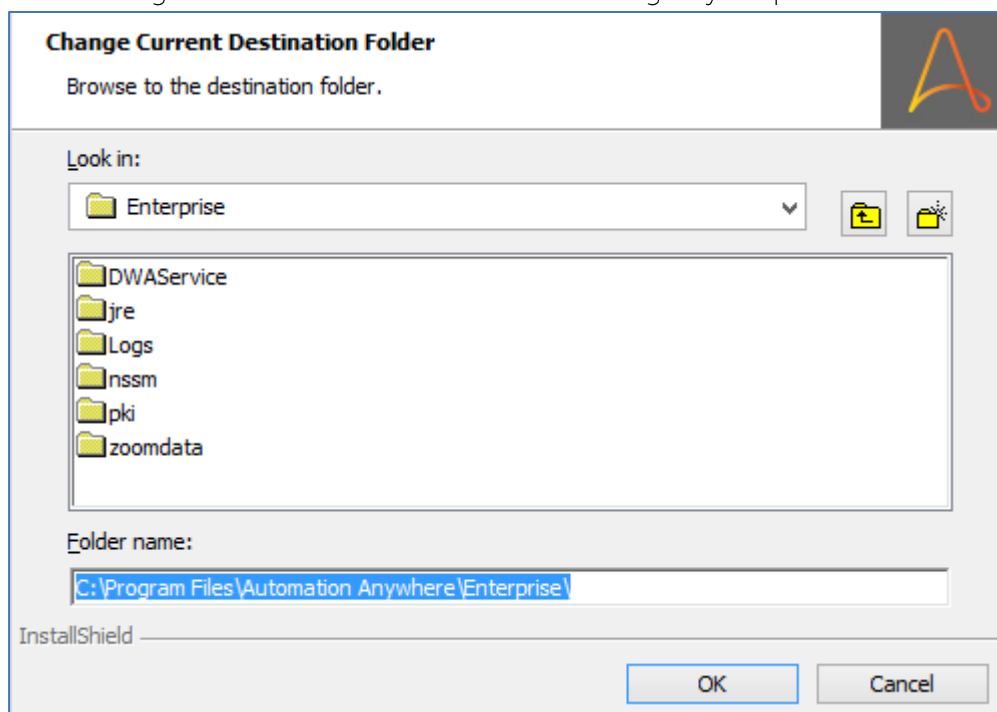 Change Current Destination Folder
Browse to the destination folder.
Look in:
Enterprise
DWAService
jre
Logs
nssm
pki
zoomdata
Folder name:
C:\Program Files\Automation Anywhere\Enterprise\
InstallShield
OK
Cancel